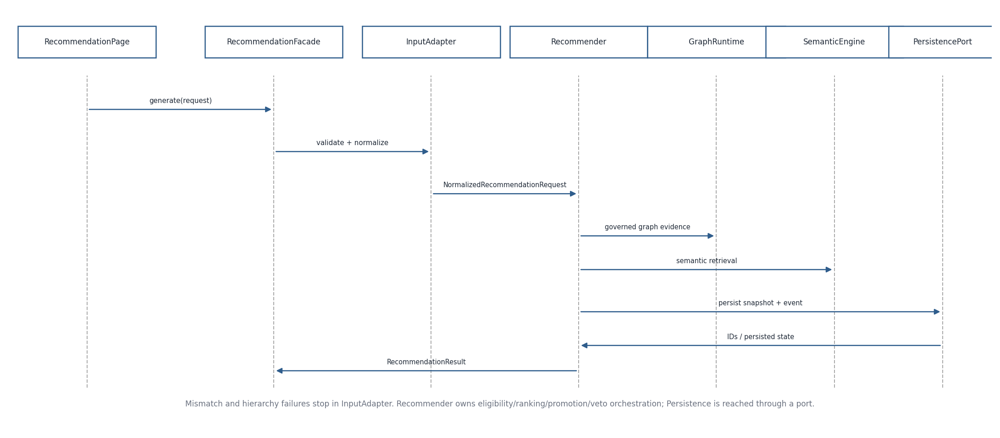 RecommendationPage
RecommendationFacade
InputAdapter
Recommender
GraphRuntime
SemanticEngine
PersistencePort
generate(request)
validate + normalize
NormalizedRecommendationRequest
governed graph evidence
semantic retrieval
persist snapshot + event
IDs / persisted state
RecommendationResult
Mismatch and hierarchy failures stop in InputAdapter. Recommender owns eligibility/ranking/promotion/veto orchestration; Persistence is reached through a port.